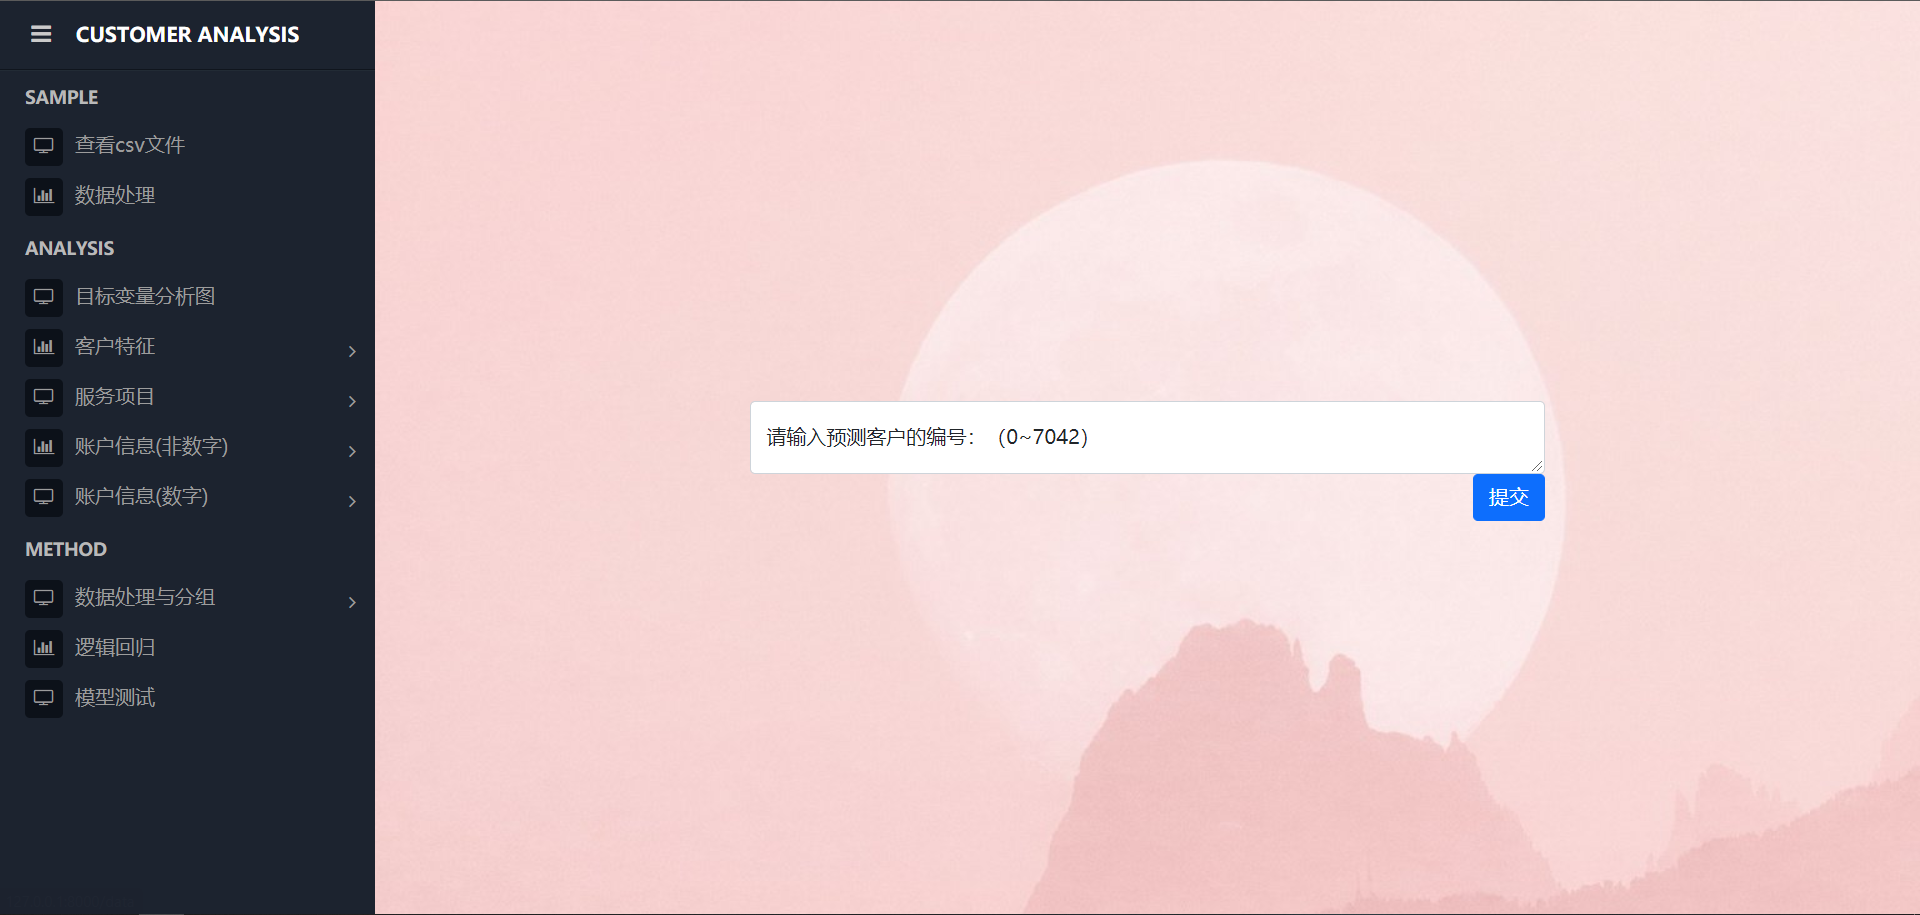 CUSTOMER ANALYSIS
SAMPLE
查看csv文件
数据处理
ANALYSIS
目标变量分析图
客户特征
服务项目
账户信息(非数字)
账户信息(数字)
METHOD
数据处理与分组
逻辑回归
模型测试
请输入预测客户的编号：（0~7042）
提交